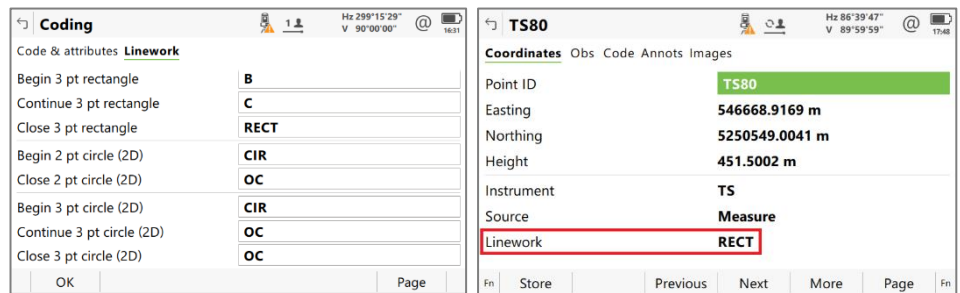 Coding
1
Hz 299°15'29"
V 90°00'00"
@
16:31
Code & attributes Linework
Begin 3 pt rectangle B
Continue 3 pt rectangle C
Close 3 pt rectangle RECT
Begin 2 pt circle (2D) CIR
Close 2 pt circle (2D) OC
Begin 3 pt circle (2D) CIR
Continue 3 pt circle (2D) OC
Close 3 pt circle (2D) OC
OK Page
TS80
Hz 86°39'47"
V 89°59'59"
@
17:48
Coordinates Obs Code Annots Images
Point ID TS80
Easting 546668.9169 m
Northing 5250549.0041 m
Height 451.5002 m
Instrument TS
Source Measure
Linework RECT
Fn Store Previous Next More Page Fn